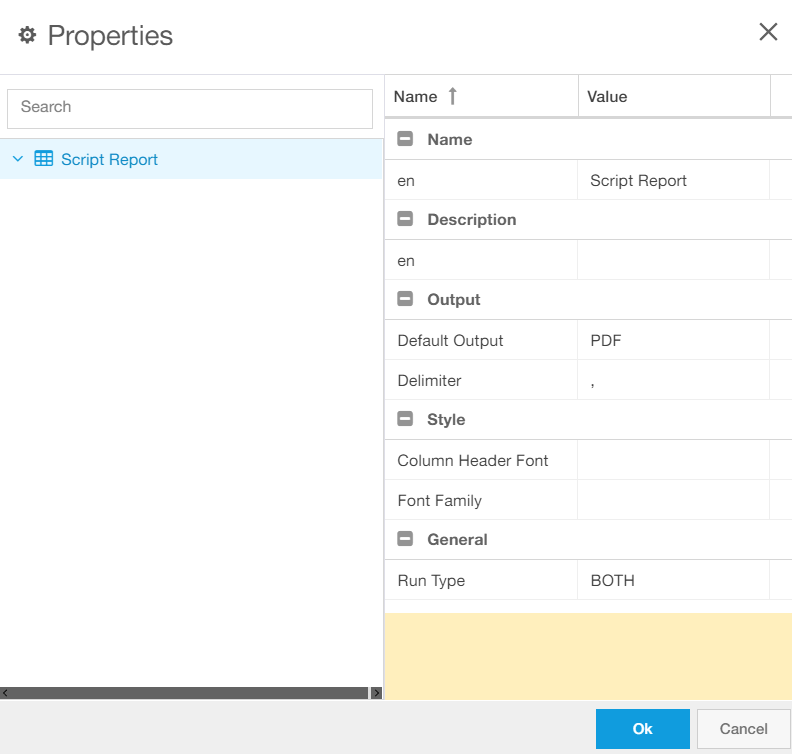 Properties
Search
Script Report
Name Value
Name
en Script Report
Description
en
Output
Default Output PDF
Delimiter ,
Style
Column Header Font
Font Family
General
Run Type BOTH
Ok Cancel